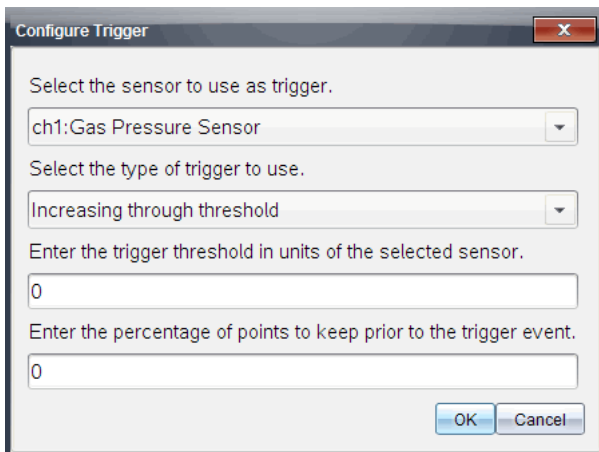 Configure Trigger
Select the sensor to use as trigger.
ch1:Gas Pressure Sensor
Select the type of trigger to use.
Increasing through threshold
Enter the trigger threshold in units of the selected sensor.
0
Enter the percentage of points to keep prior to the trigger event.
0
OK Cancel